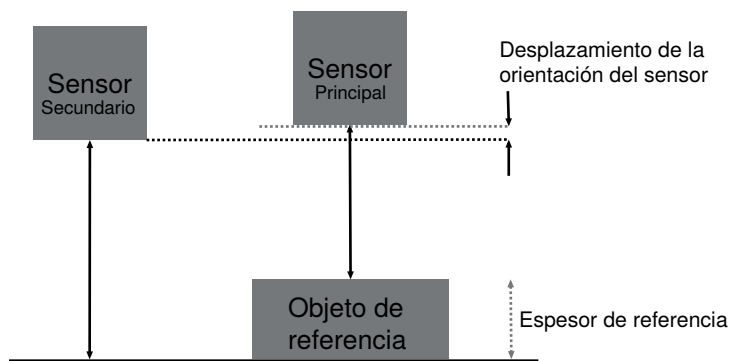 Sensor
Secundario
Sensor
Principal
Desplazamiento de la
orientación del sensor
Objeto de
referencia
Espesor de referencia